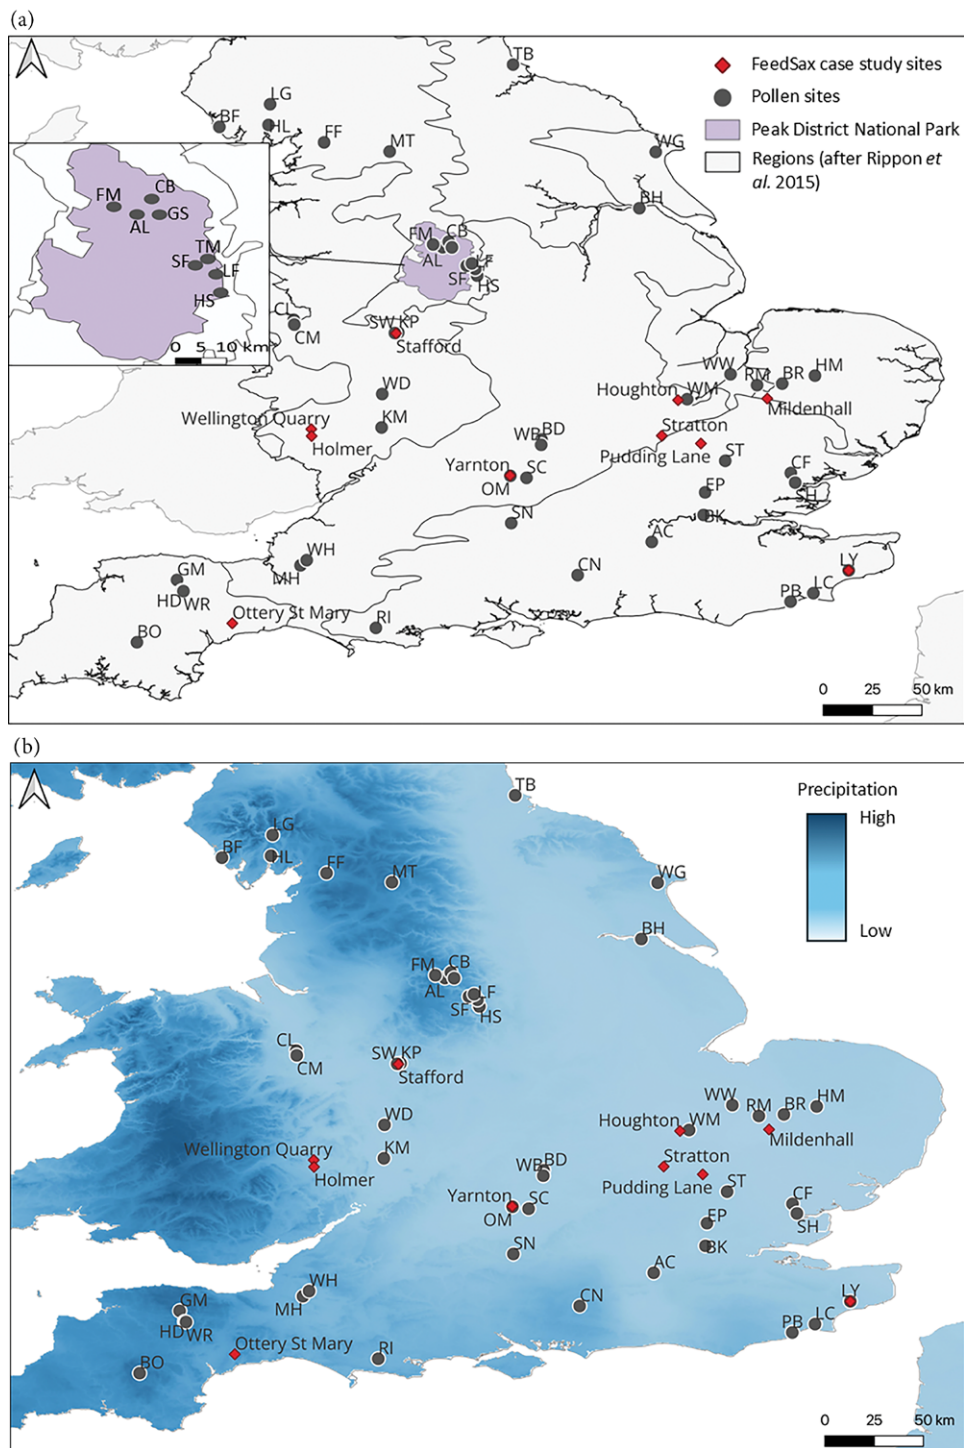 (a)
TB
FeedSax case study sites
Pollen sites
Peak District National Park
Regions (after Rippon et
al. 2015)
LG
BF
HL
FF
MT
WG
BH
FM
CB
AL
GS
TM
SF
LF
HS
0 5 10 km
FM
CB
AL
LF
SF
HS
CL
CM
SW KP
Stafford
WD
KM
Wellington Quarry
Holmer
WW
RM
BR
HM
Houghton
WM
Mildenhall
Stratton
Pudding Lane
ST
WB
BD
Yarnton
SC
OM
CF
SH
EP
BK
SN
AC
WH
MH
CN
GM
HD
WR
LY
LC
PB
Ottery St Mary
RI
BO
0 25 50 km
(b)
TB
Precipitation
High
Low
LG
BF
HL
FF
MT
WG
BH
FM
CB
AL
LF
SF
HS
CL
CM
SW KP
Stafford
WD
KM
Wellington Quarry
Holmer
WW
RM
BR
HM
Houghton
WM
Mildenhall
Stratton
Pudding Lane
ST
WB
BD
Yarnton
SC
OM
CF
SH
EP
BK
SN
AC
WH
MH
CN
GM
HD
WR
LY
LC
PB
Ottery St Mary
RI
BO
0 25 50 km